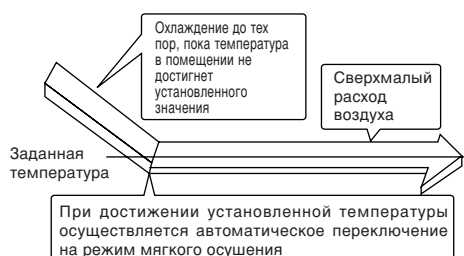 Охлаждение до тех
пор, пока температура
в помещении не
достигнет
установленного
значения
Сверхмалый
расход
воздуха
Заданная
температура
При достижении установленной температуры
осуществляется автоматическое переключение
на режим мягкого осушения